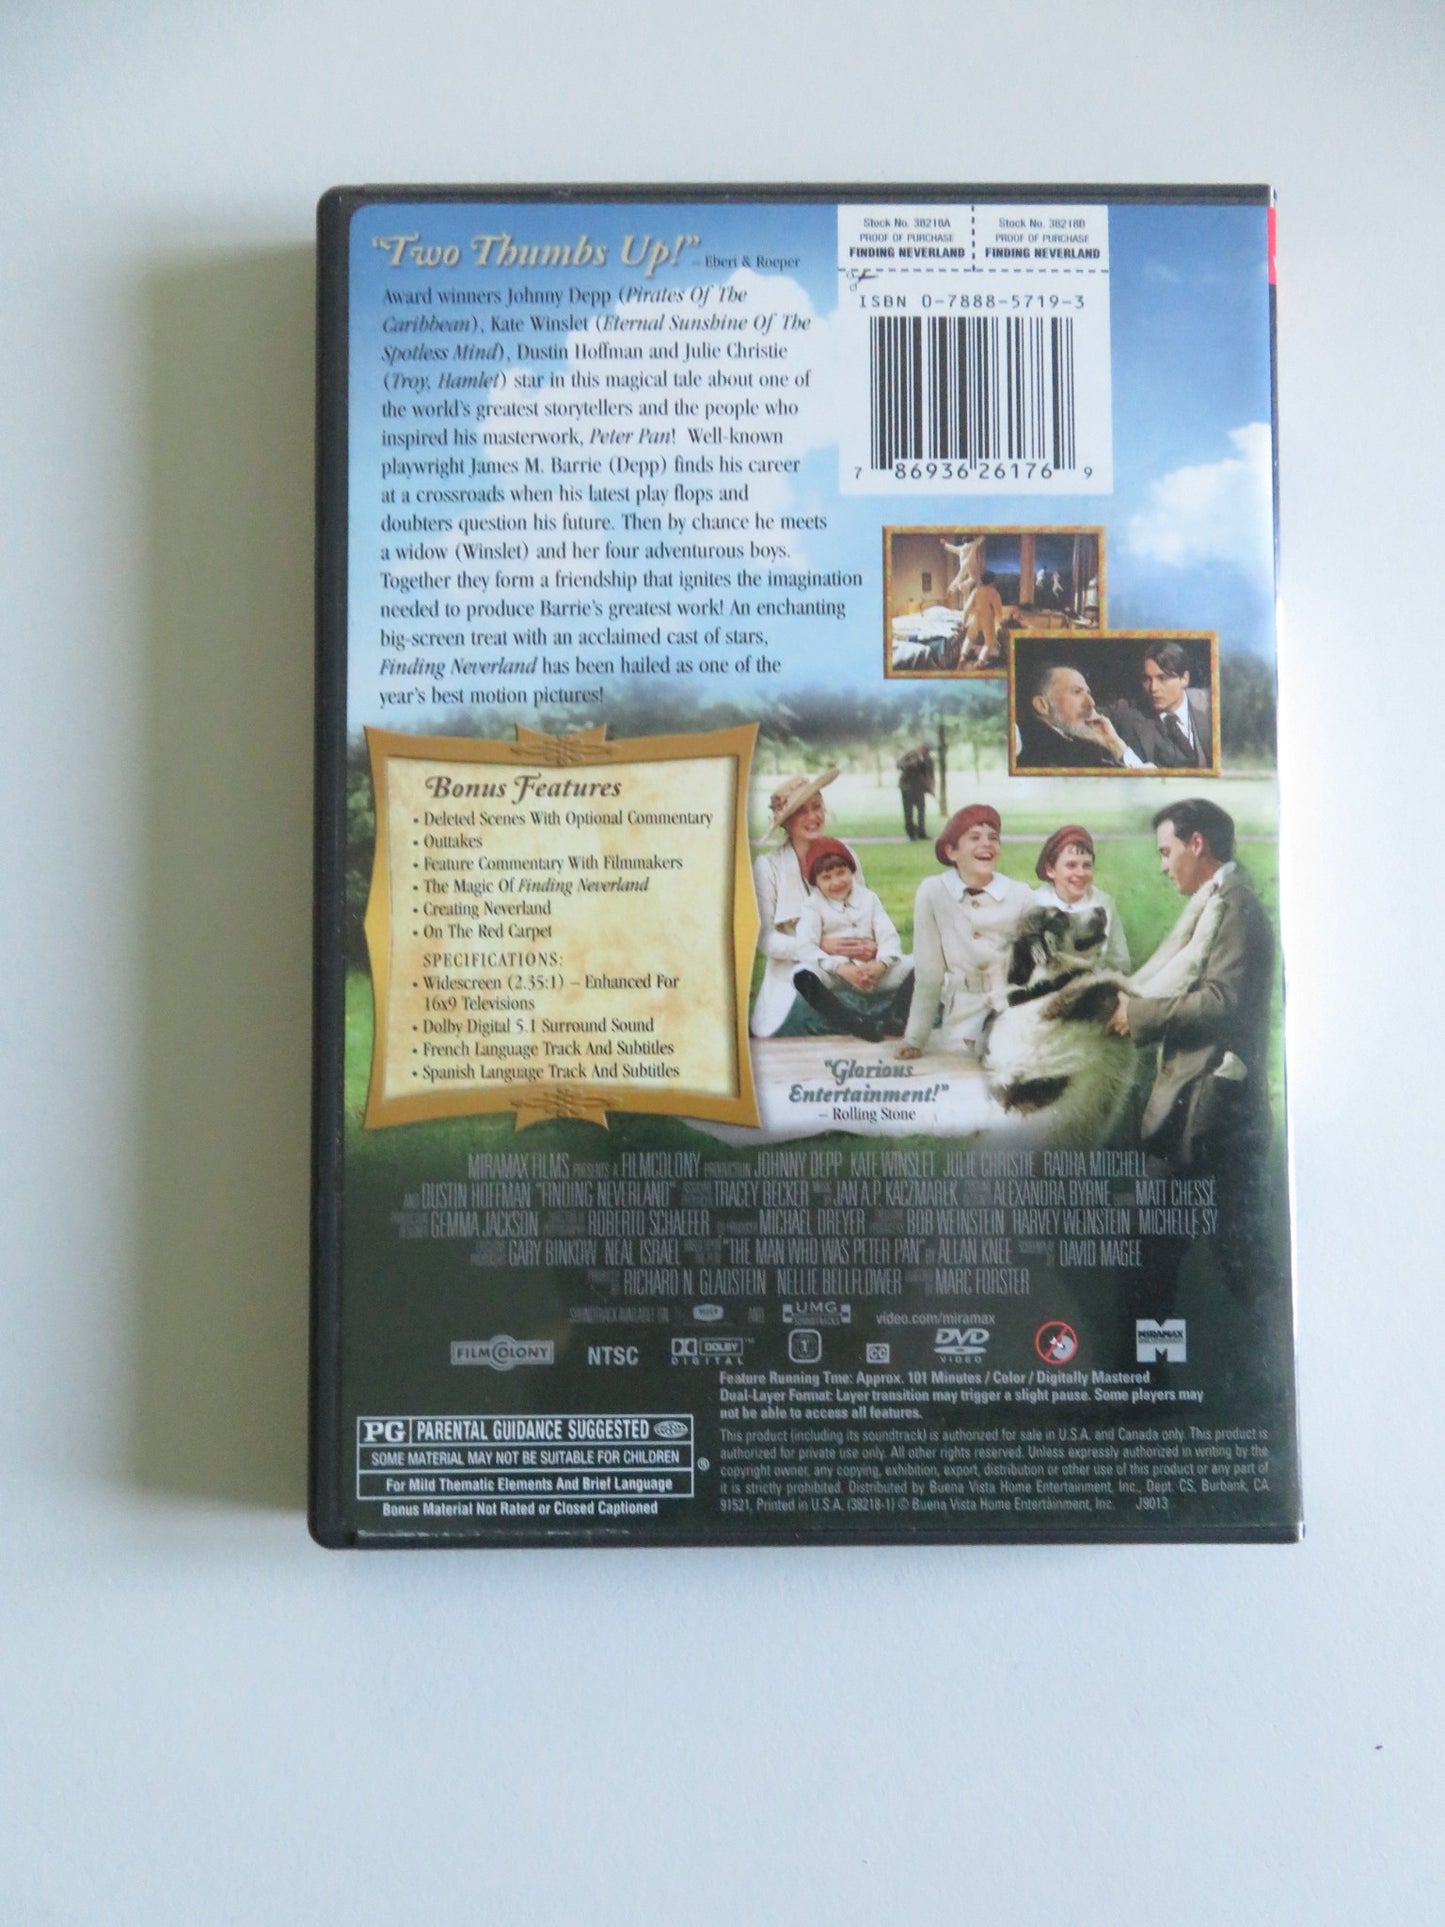 "Two Thumbs Up!" – Ebert & Roeper
Award winners Johnny Depp (Pirates Of The
Caribbean), Kate Winslet (Eternal Sunshine Of The
Spotless Mind), Dustin Hoffman and Julie Christie
(Troy, Hamlet) star in this magical tale about one of
the world's greatest storytellers and the people who
inspired his masterwork, Peter Pan! Well-known
playwright James M. Barrie (Depp) finds his career
at a crossroads when his latest play flops and
doubters question his future. Then by chance he meets
a widow (Winslet) and her four adventurous boys.
Together they form a friendship that ignites the imagination
needed to produce Barrie's greatest work! An enchanting
big-screen treat with an acclaimed cast of stars,
Finding Neverland has been hailed as one of the
year's best motion pictures!
Stock No. 38218A
PROOF OF PURCHASE
FINDING NEVERLAND
Stock No. 38218B
PROOF OF PURCHASE
FINDING NEVERLAND
ISBN 0-7888-5719-3
7 86936 26176 9
Bonus Features
• Deleted Scenes With Optional Commentary
• Outtakes
• Feature Commentary With Filmmakers
• The Magic Of Finding Neverland
• Creating Neverland
• On The Red Carpet
SPECIFICATIONS:
• Widescreen (2.35:1) – Enhanced For
16x9 Televisions
• Dolby Digital 5.1 Surround Sound
• French Language Track And Subtitles
• Spanish Language Track And Subtitles
"Glorious
Entertainment!"
– Rolling Stone
MIRAMAX FILMS PRESENTS A FILMCOLONY PRODUCTION JOHNNY DEPP KATE WINSLET JULIE CHRISTIE RADHA MITCHELL
AND DUSTIN HOFFMAN "FINDING NEVERLAND" TRACEY BECKER JAN A.P. KACZMAREK ALEXANDRA BYRNE MATT CHESSÉ
GEMMA JACKSON ROBERTO SCHAEFER CO-PRODUCER MICHAEL DREYER BOB WEINSTEIN HARVEY WEINSTEIN MICHELLE SY
GARY BINKOW NEAL ISRAEL "THE MAN WHO WAS PETER PAN" BY ALLAN KNEE DAVID MAGEE
RICHARD N. GLADSTEIN NELLIE BELLFLOWER MARC FORSTER
SOUNDTRACK AVAILABLE ON AND UMG SOUNDTRACKS video.com/miramax
FILMCOLONY NTSC DOLBY DIGITAL 1 CC DVD VIDEO MIRAMAX
Feature Running Time: Approx. 101 Minutes / Color / Digitally Mastered
Dual-Layer Format: Layer transition may trigger a slight pause. Some players may
not be able to access all features.
PG PARENTAL GUIDANCE SUGGESTED
SOME MATERIAL MAY NOT BE SUITABLE FOR CHILDREN ®
For Mild Thematic Elements And Brief Language
Bonus Material Not Rated or Closed Captioned
This product (including its soundtrack) is authorized for sale in U.S.A. and Canada only. This product is
authorized for private use only. All other rights reserved. Unless expressly authorized in writing by the
copyright owner, any copying, exhibition, export, distribution or other use of this product or any part of
it is strictly prohibited. Distributed by Buena Vista Home Entertainment, Inc., Dept. CS, Burbank, CA
91521, Printed in U.S.A. (38218-1) © Buena Vista Home Entertainment, Inc. J9013